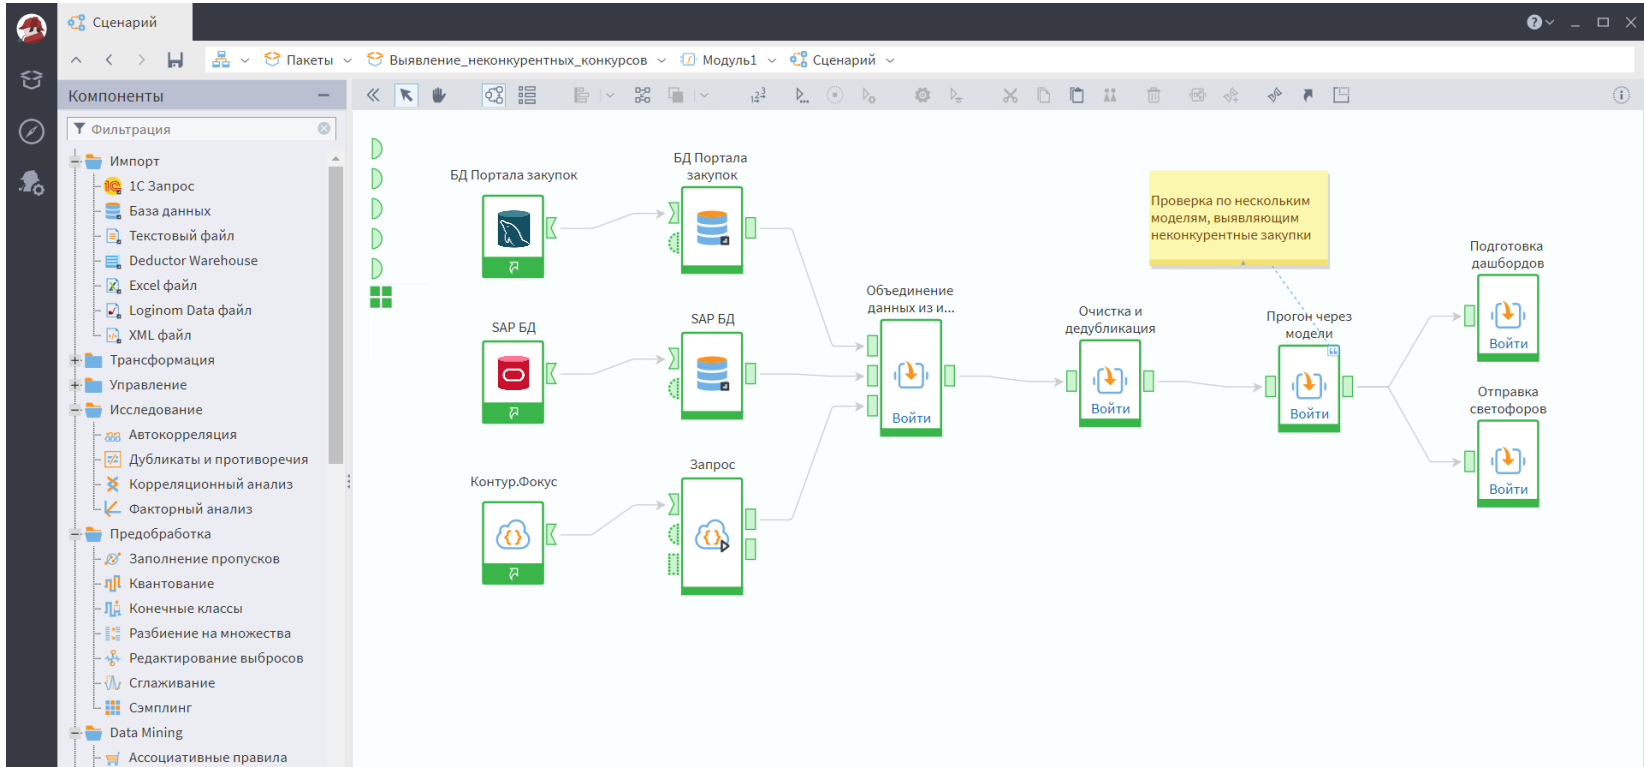 Сценарий
Пакеты
Выявление_неконкурентных_конкурсов
Модуль1
Сценарий
Компоненты
Фильтрация
Импорт
1С Запрос
База данных
Текстовый файл
Deductor Warehouse
Excel файл
Loginom Data файл
XML файл
Трансформация
Управление
Исследование
Автокорреляция
Дубликаты и противоречия
Корреляционный анализ
Факторный анализ
Предобработка
Заполнение пропусков
Квантование
Конечные классы
Разбиение на множества
Редактирование выбросов
Сглаживание
Сэмплинг
Data Mining
Ассоциативные правила
БД Портала закупок
БД Портала
закупок
SAP БД
SAP БД
Контур.Фокус
Запрос
Объединение
данных из и...
Войти
Очистка и
дедубликация
Войти
Проверка по нескольким
моделям, выявляющим
неконкурентные закупки
Прогон через
модели
Войти
Подготовка
дашбордов
Войти
Отправка
светофоров
Войти